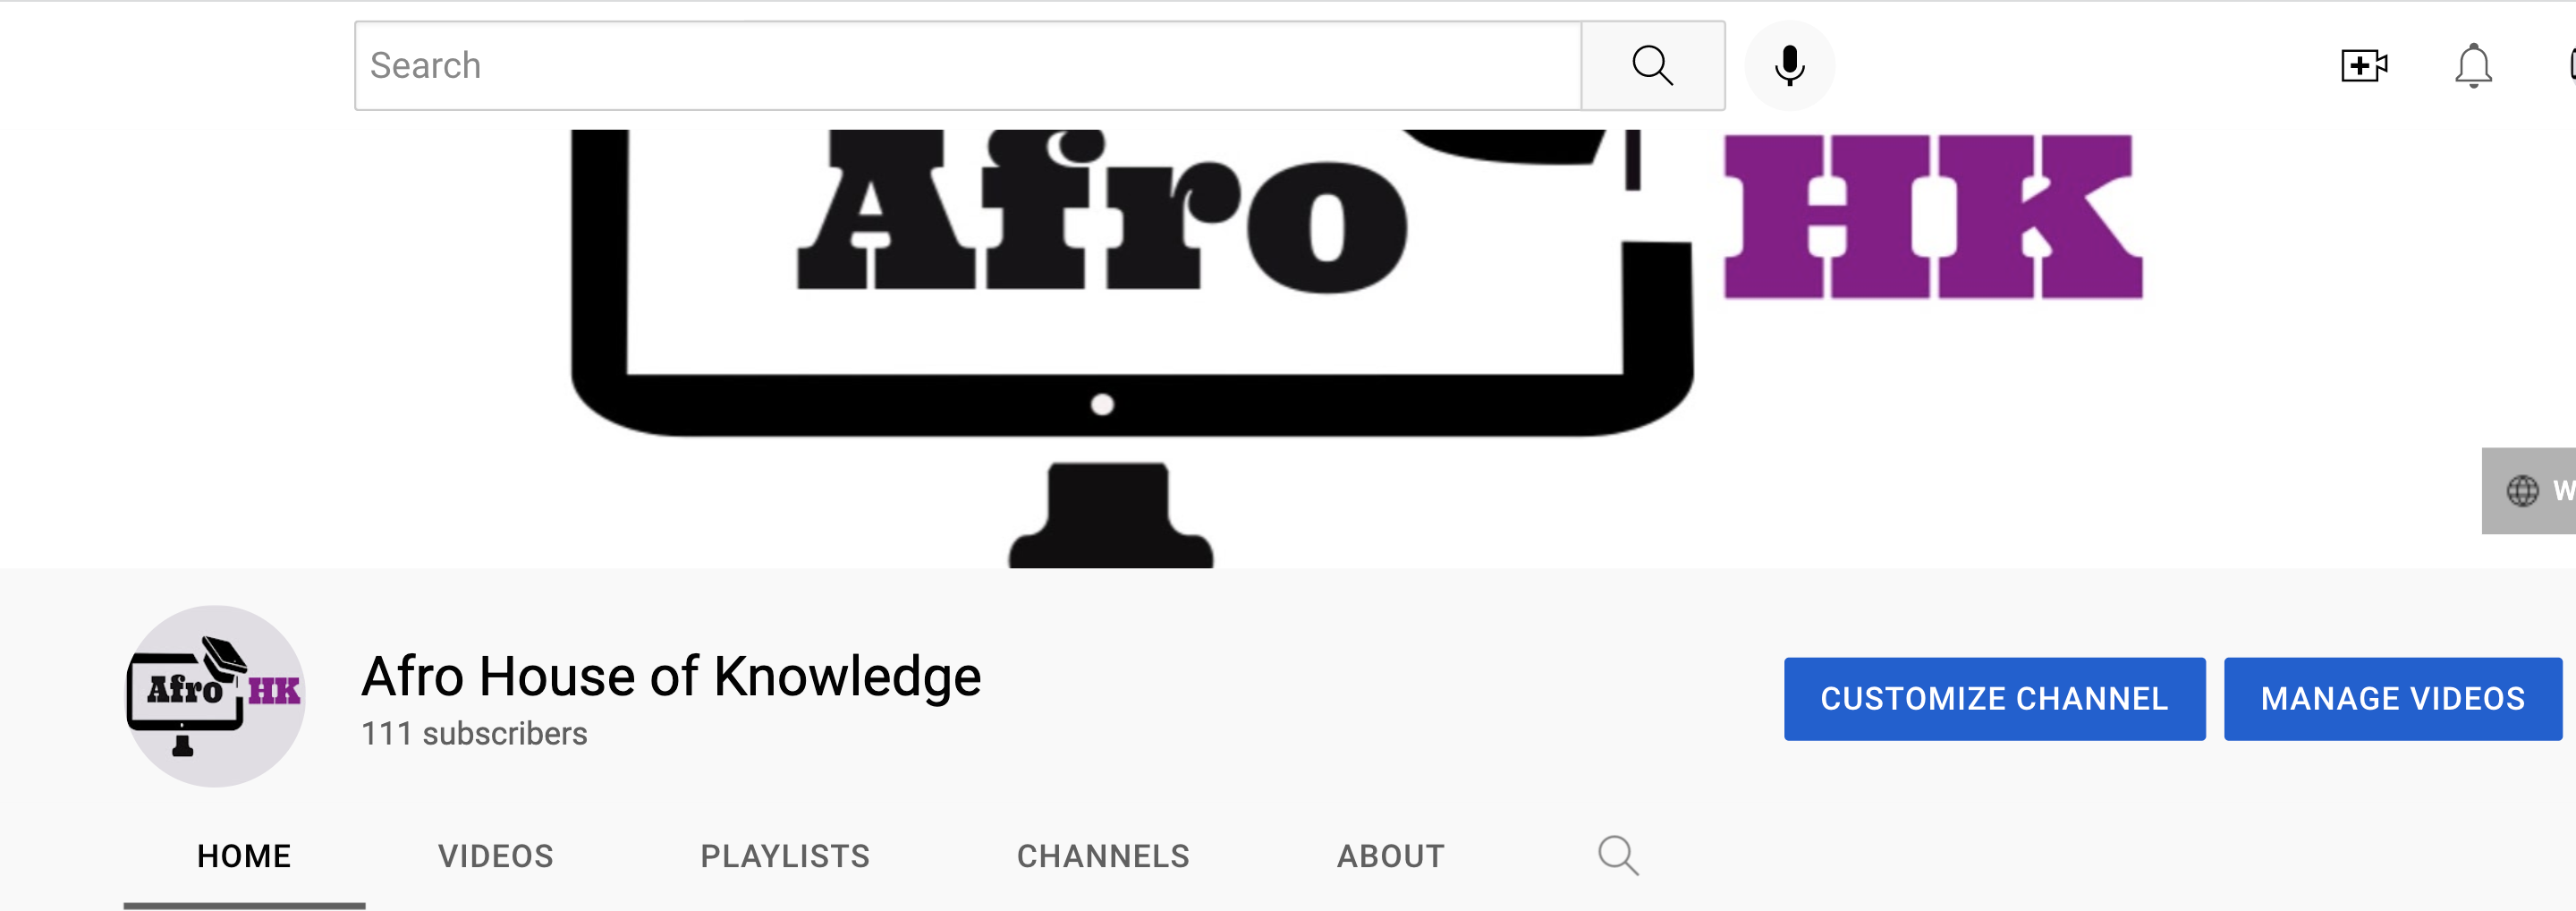 Search
Afro HK
Afro HK
Afro House of Knowledge
111 subscribers
CUSTOMIZE CHANNEL
MANAGE VIDEOS
HOME
VIDEOS
PLAYLISTS
CHANNELS
ABOUT